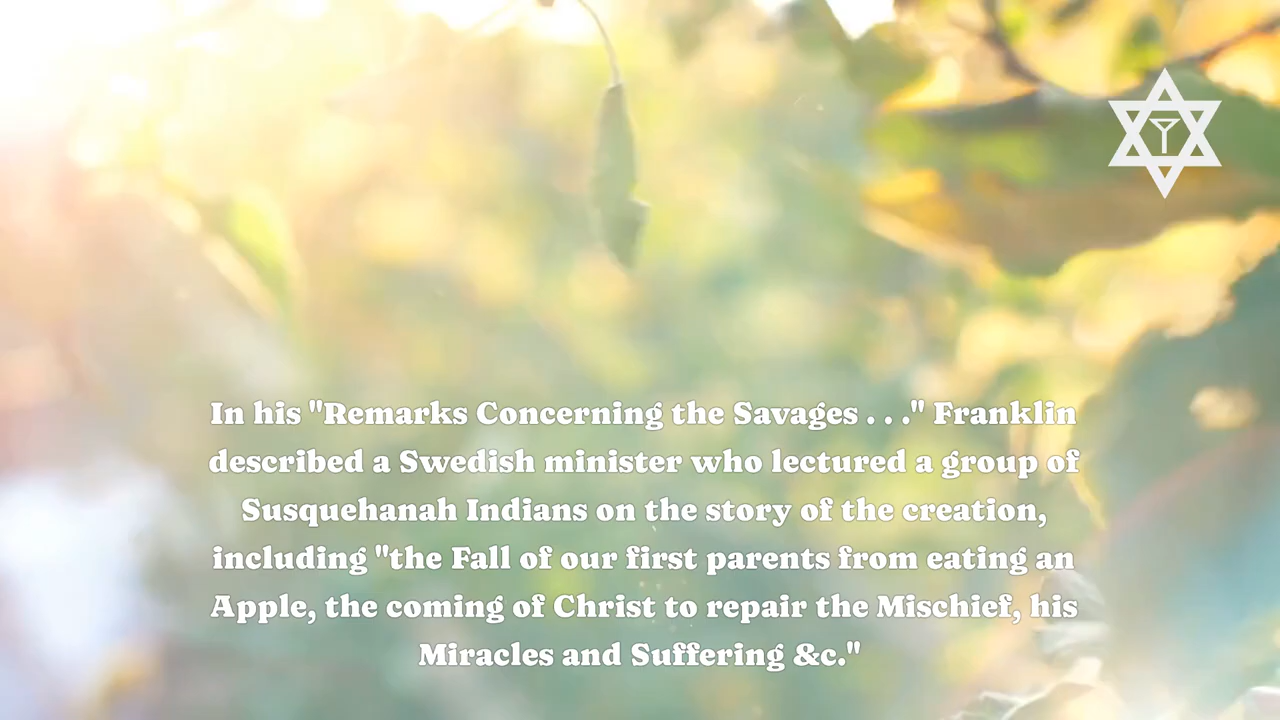 In his "Remarks Concerning the Savages . . ." Franklin
described a Swedish minister who lectured a group of
Susquehanah Indians on the story of the creation,
including "the Fall of our first parents from eating an
Apple, the coming of Christ to repair the Mischief, his
Miracles and Suffering &c."